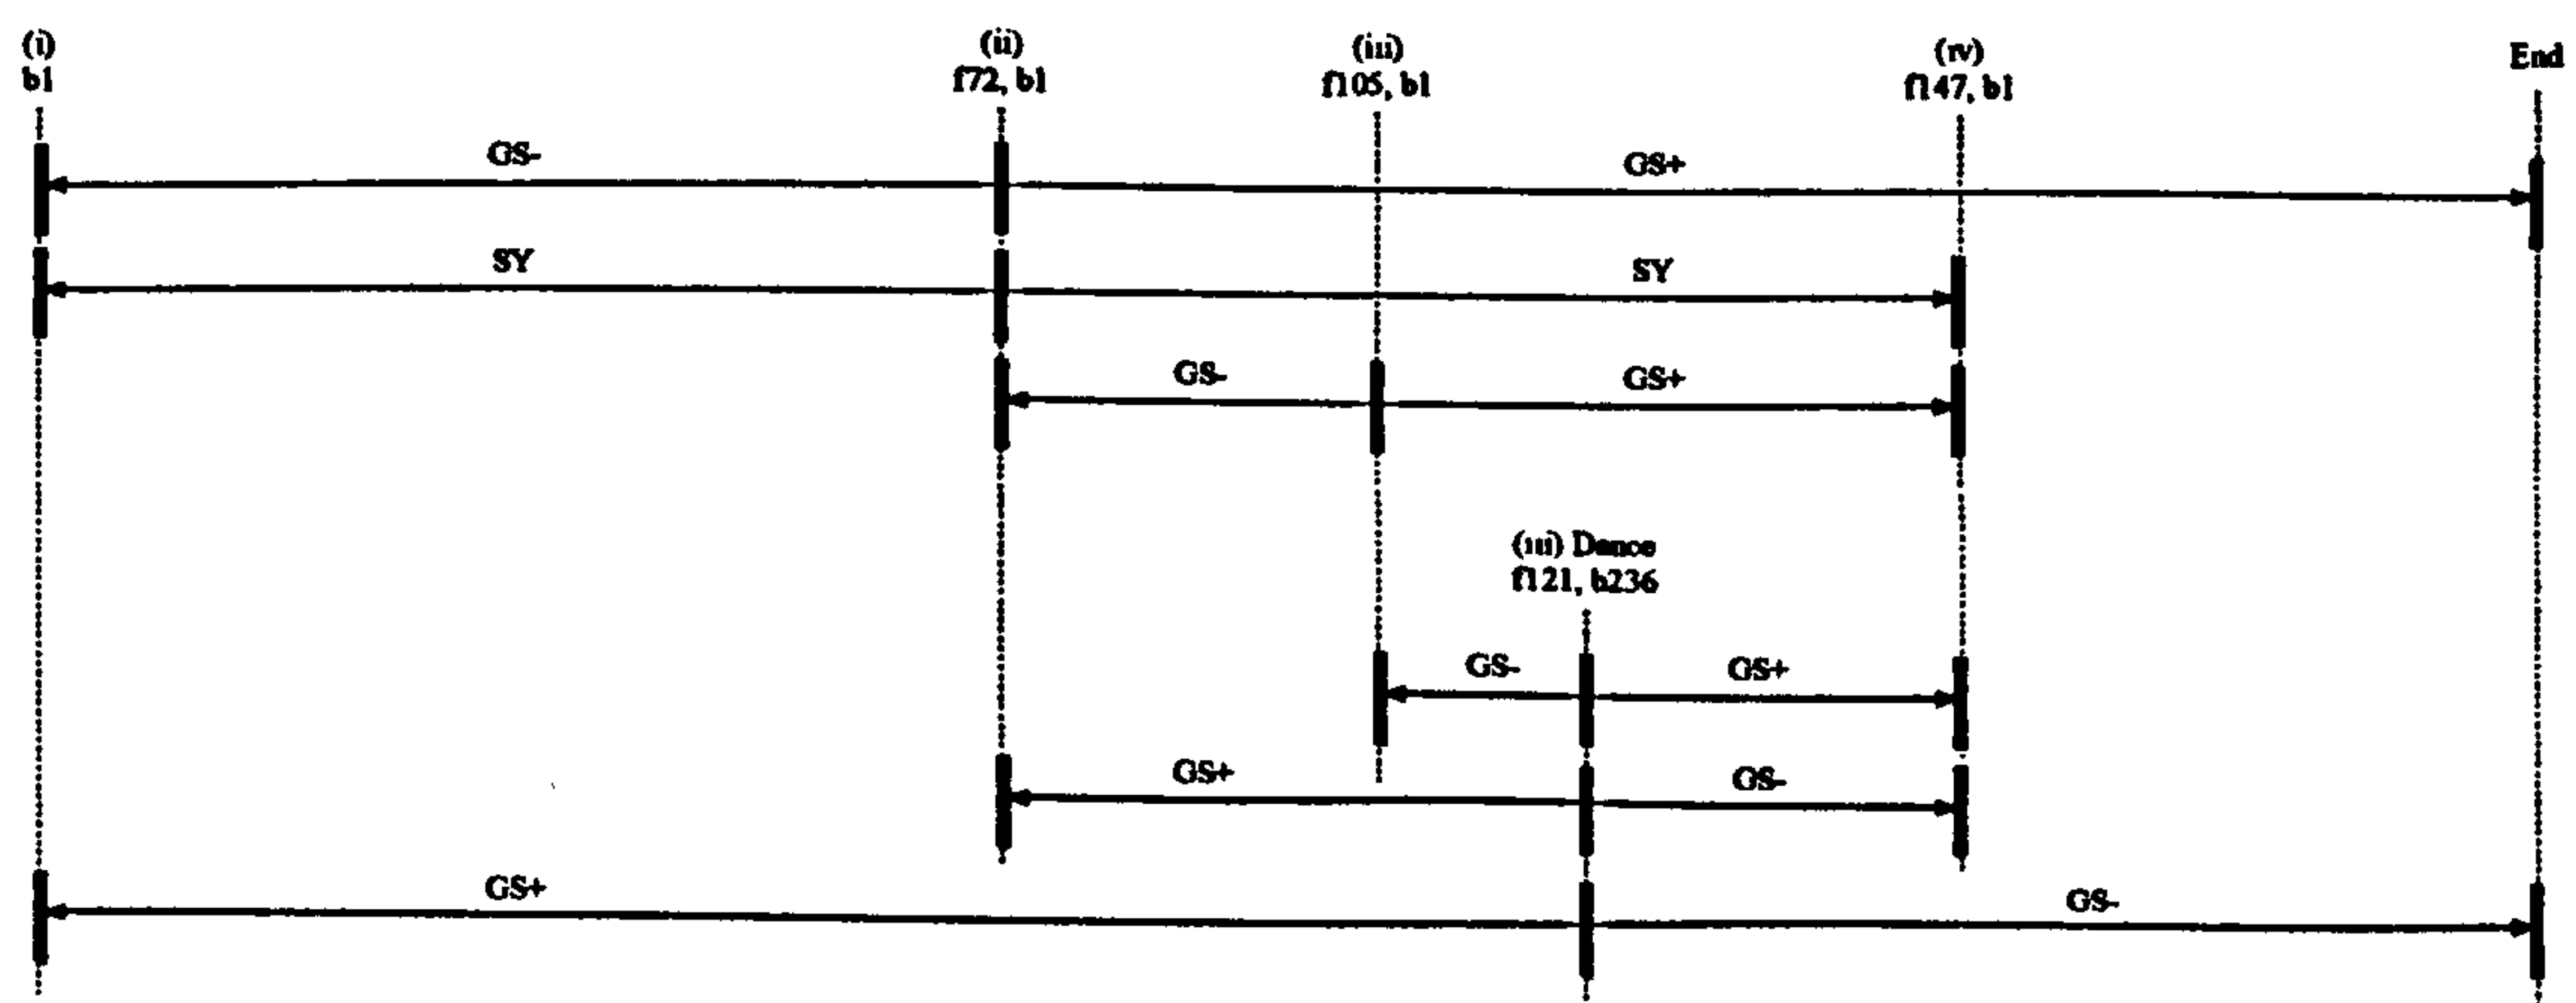 (i)
b1
(ii)
f72, b1
(iii)
f105, b1
(iv)
f147, b1
End
GS-
GS+
SY
SY
GS-
GS+
(iii) Dance
f121, b236
GS-
GS+
GS+
GS-
GS+
GS-